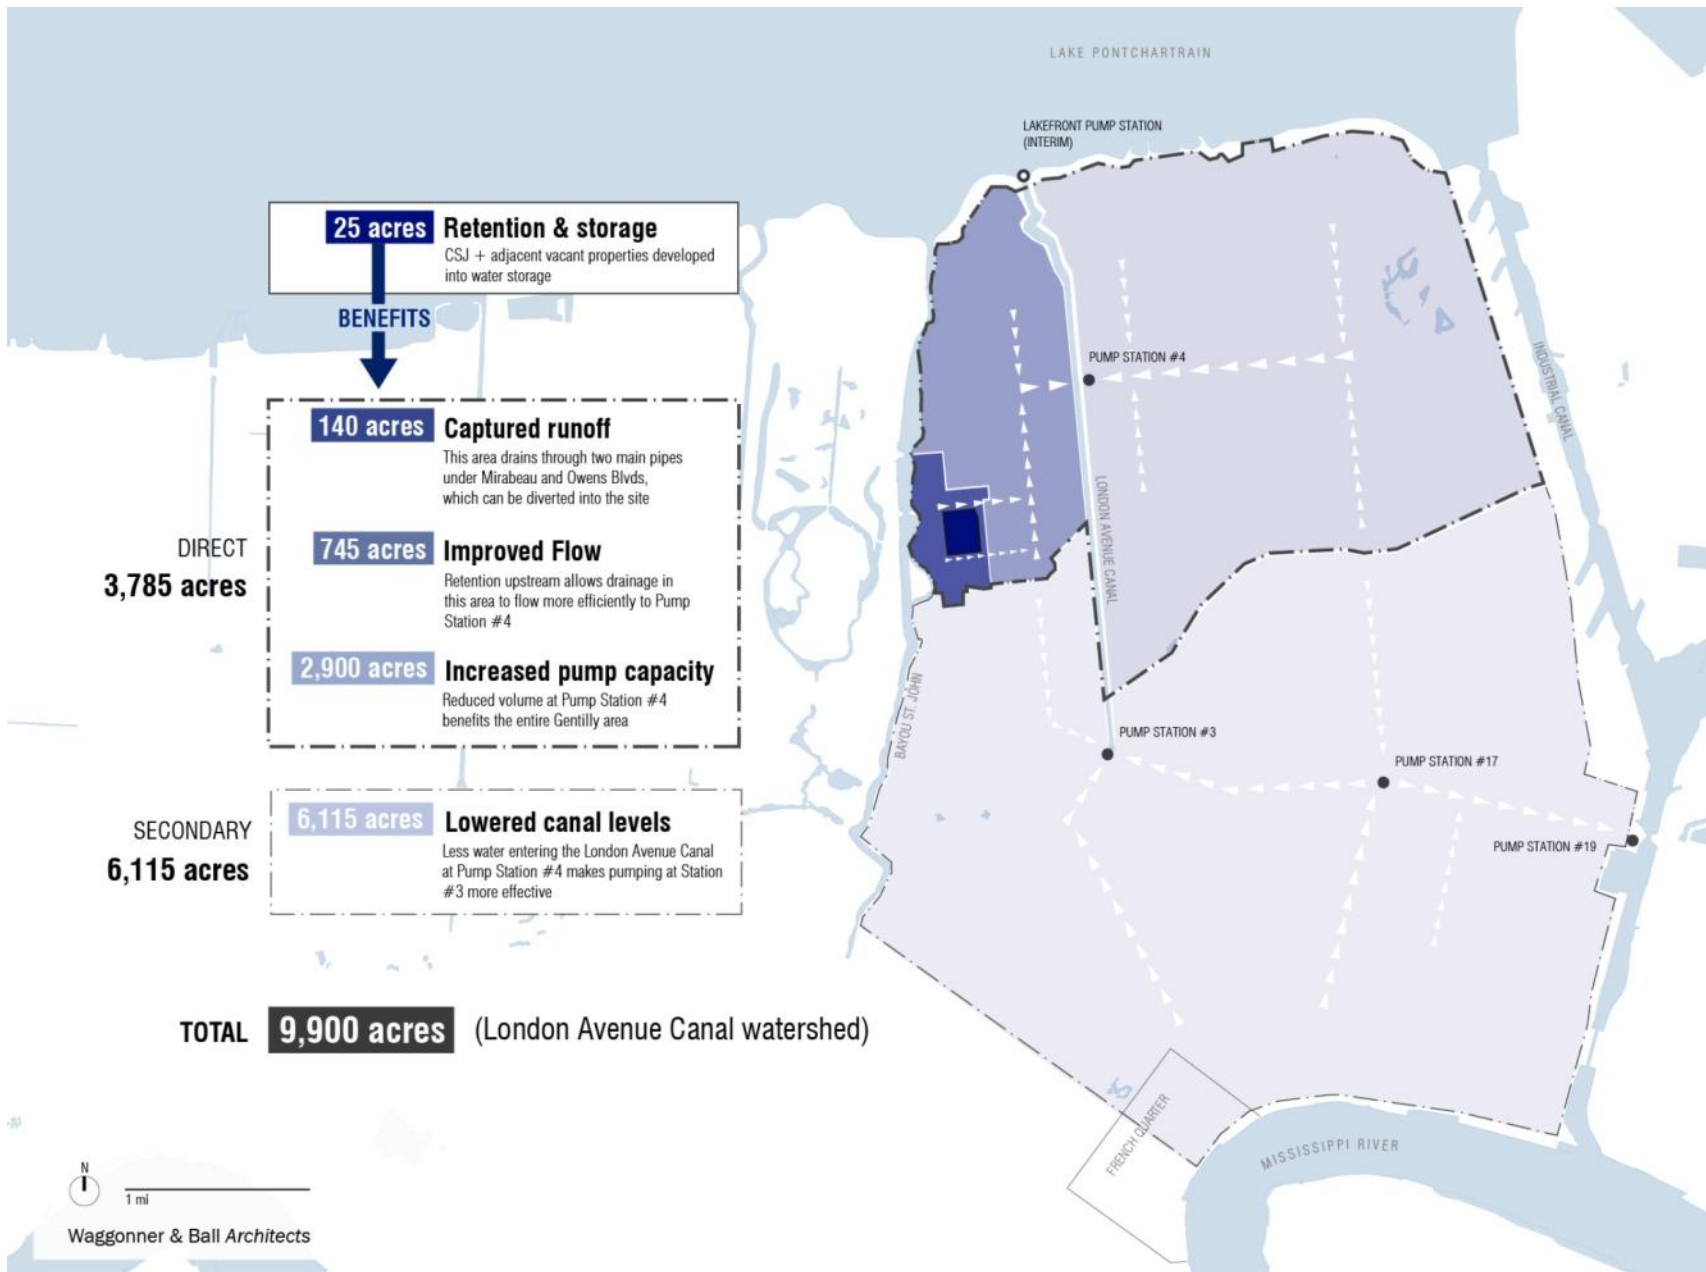 LAKE PONTCHARTRAIN
LAKEFRONT PUMP STATION
(INTERIM)
25 acres
Retention & storage
CSJ + adjacent vacant properties developed
into water storage
BENEFITS
140 acres
Captured runoff
This area drains through two main pipes
under Mirabeau and Owens Blvds,
which can be diverted into the site
745 acres
Improved Flow
Retention upstream allows drainage in
this area to flow more efficiently to Pump
Station #4
2,900 acres
Increased pump capacity
Reduced volume at Pump Station #4
benefits the entire Gentilly area
DIRECT
3,785 acres
SECONDARY
6,115 acres
6,115 acres
Lowered canal levels
Less water entering the London Avenue Canal
at Pump Station #4 makes pumping at Station
#3 more effective
TOTAL
9,900 acres
(London Avenue Canal watershed)
PUMP STATION #4
INDUSTRIAL CANAL
LONDON AVENUE CANAL
BAYOU ST. JOHN
PUMP STATION #3
PUMP STATION #17
PUMP STATION #19
FRENCH QUARTER
MISSISSIPPI RIVER
N
1 mi
Waggonner & Ball Architects